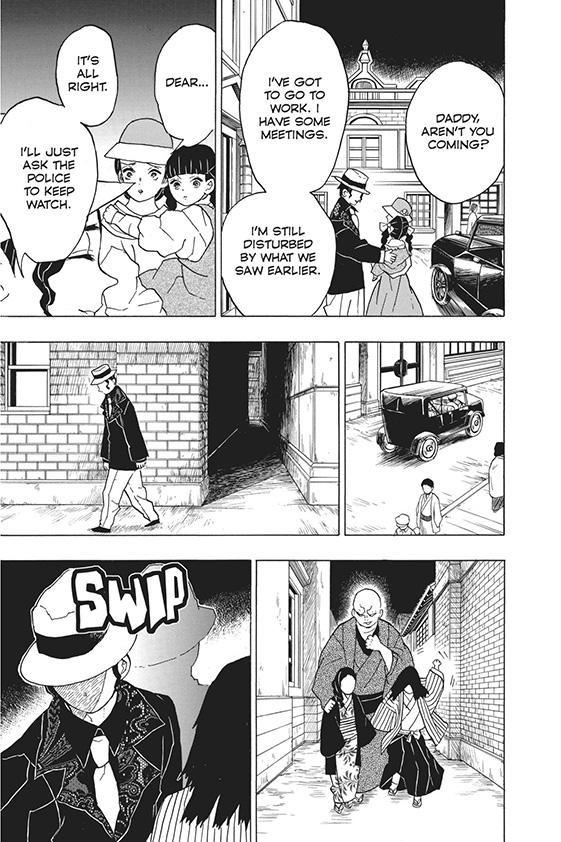 DADDY,
AREN'T YOU
COMING?
I'VE GOT
TO GO TO
WORK. I
HAVE SOME
MEETINGS.
I'M STILL
DISTURBED
BY WHAT WE
SAW EARLIER.
DEAR...
IT'S
ALL
RIGHT.
I'LL JUST
ASK THE
POLICE
TO KEEP
WATCH.
SWIP